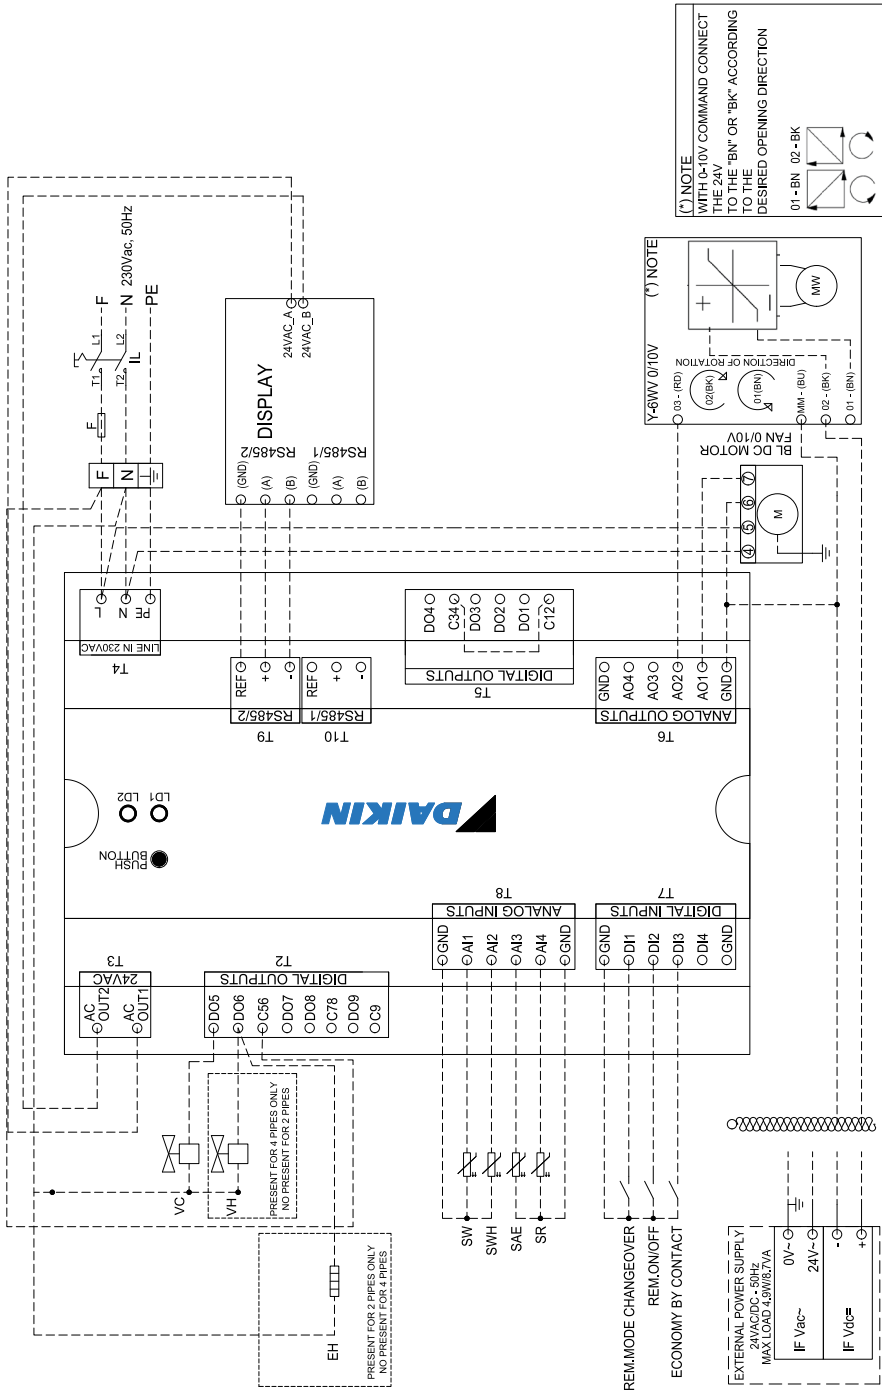 (*) NOTE
WITH 0-10V COMMAND CONNECT
THE 24V
TO THE "BN" OR "BK" ACCORDING
TO THE
DESIRED OPENING DIRECTION
01 - BN 02 - BK
F
N 230Vac, 50Hz
PE
L1
L2
IL
T1
T2
F
F
N
24VAC_A
24VAC_B
DISPLAY
RS485/2
RS485/1
(GND)
(A)
(B)
(GND)
(A)
(B)
Y-6WV 0/10V
(*) NOTE
+
-
MW
DIRECTION OF ROTATION
02(BK)
01(BN)
03 - (RD)
MM - (BU)
02 - (BK)
01 - (BN)
BL DC MOTOR
FAN 0/10V
4
5
6
7
M
L
N
PE
LINE IN 230VAC
T4
REF
+
-
RS485/2
T9
REF
+
-
RS485/1
T10
DO4
C34
DO3
DO2
DO1
C12
DIGITAL OUTPUTS
T5
GND
AO4
AO3
AO2
AO1
GND
ANALOG OUTPUTS
T6
LD2
LD1
PUSH
BUTTON
DAIKIN
T3
24VAC
AC
OUT2
AC
OUT1
T2
DIGITAL OUTPUTS
DO5
DO6
C56
DO7
DO8
C78
DO9
C9
T8
ANALOG INPUTS
GND
AI1
AI2
AI3
AI4
GND
T7
DIGITAL INPUTS
GND
DI1
DI2
DI3
DI4
GND
VC
VH
PRESENT FOR 4 PIPES ONLY
NO PRESENT FOR 2 PIPES
EH
PRESENT FOR 2 PIPES ONLY
NO PRESENT FOR 4 PIPES
SW
SWH
SAE
SR
REM.MODE CHANGEOVER
REM.ON/OFF
ECONOMY BY CONTACT
EXTERNAL POWER SUPPLY
24VAC/DC - 50Hz
MAX LOAD 4.9W/8.7VA
IF Vac~
0V~
24V~
IF Vdc=
-
+